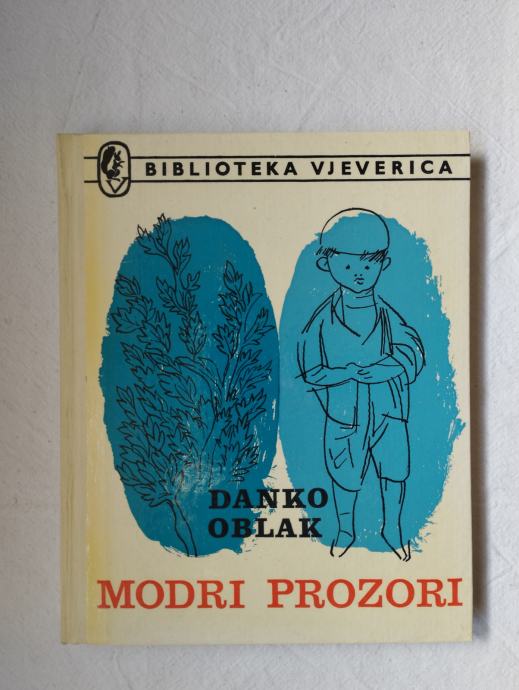 BIBLIOTEKA VJEVERICA
DANKO
OBLAK
MODRI PROZORI